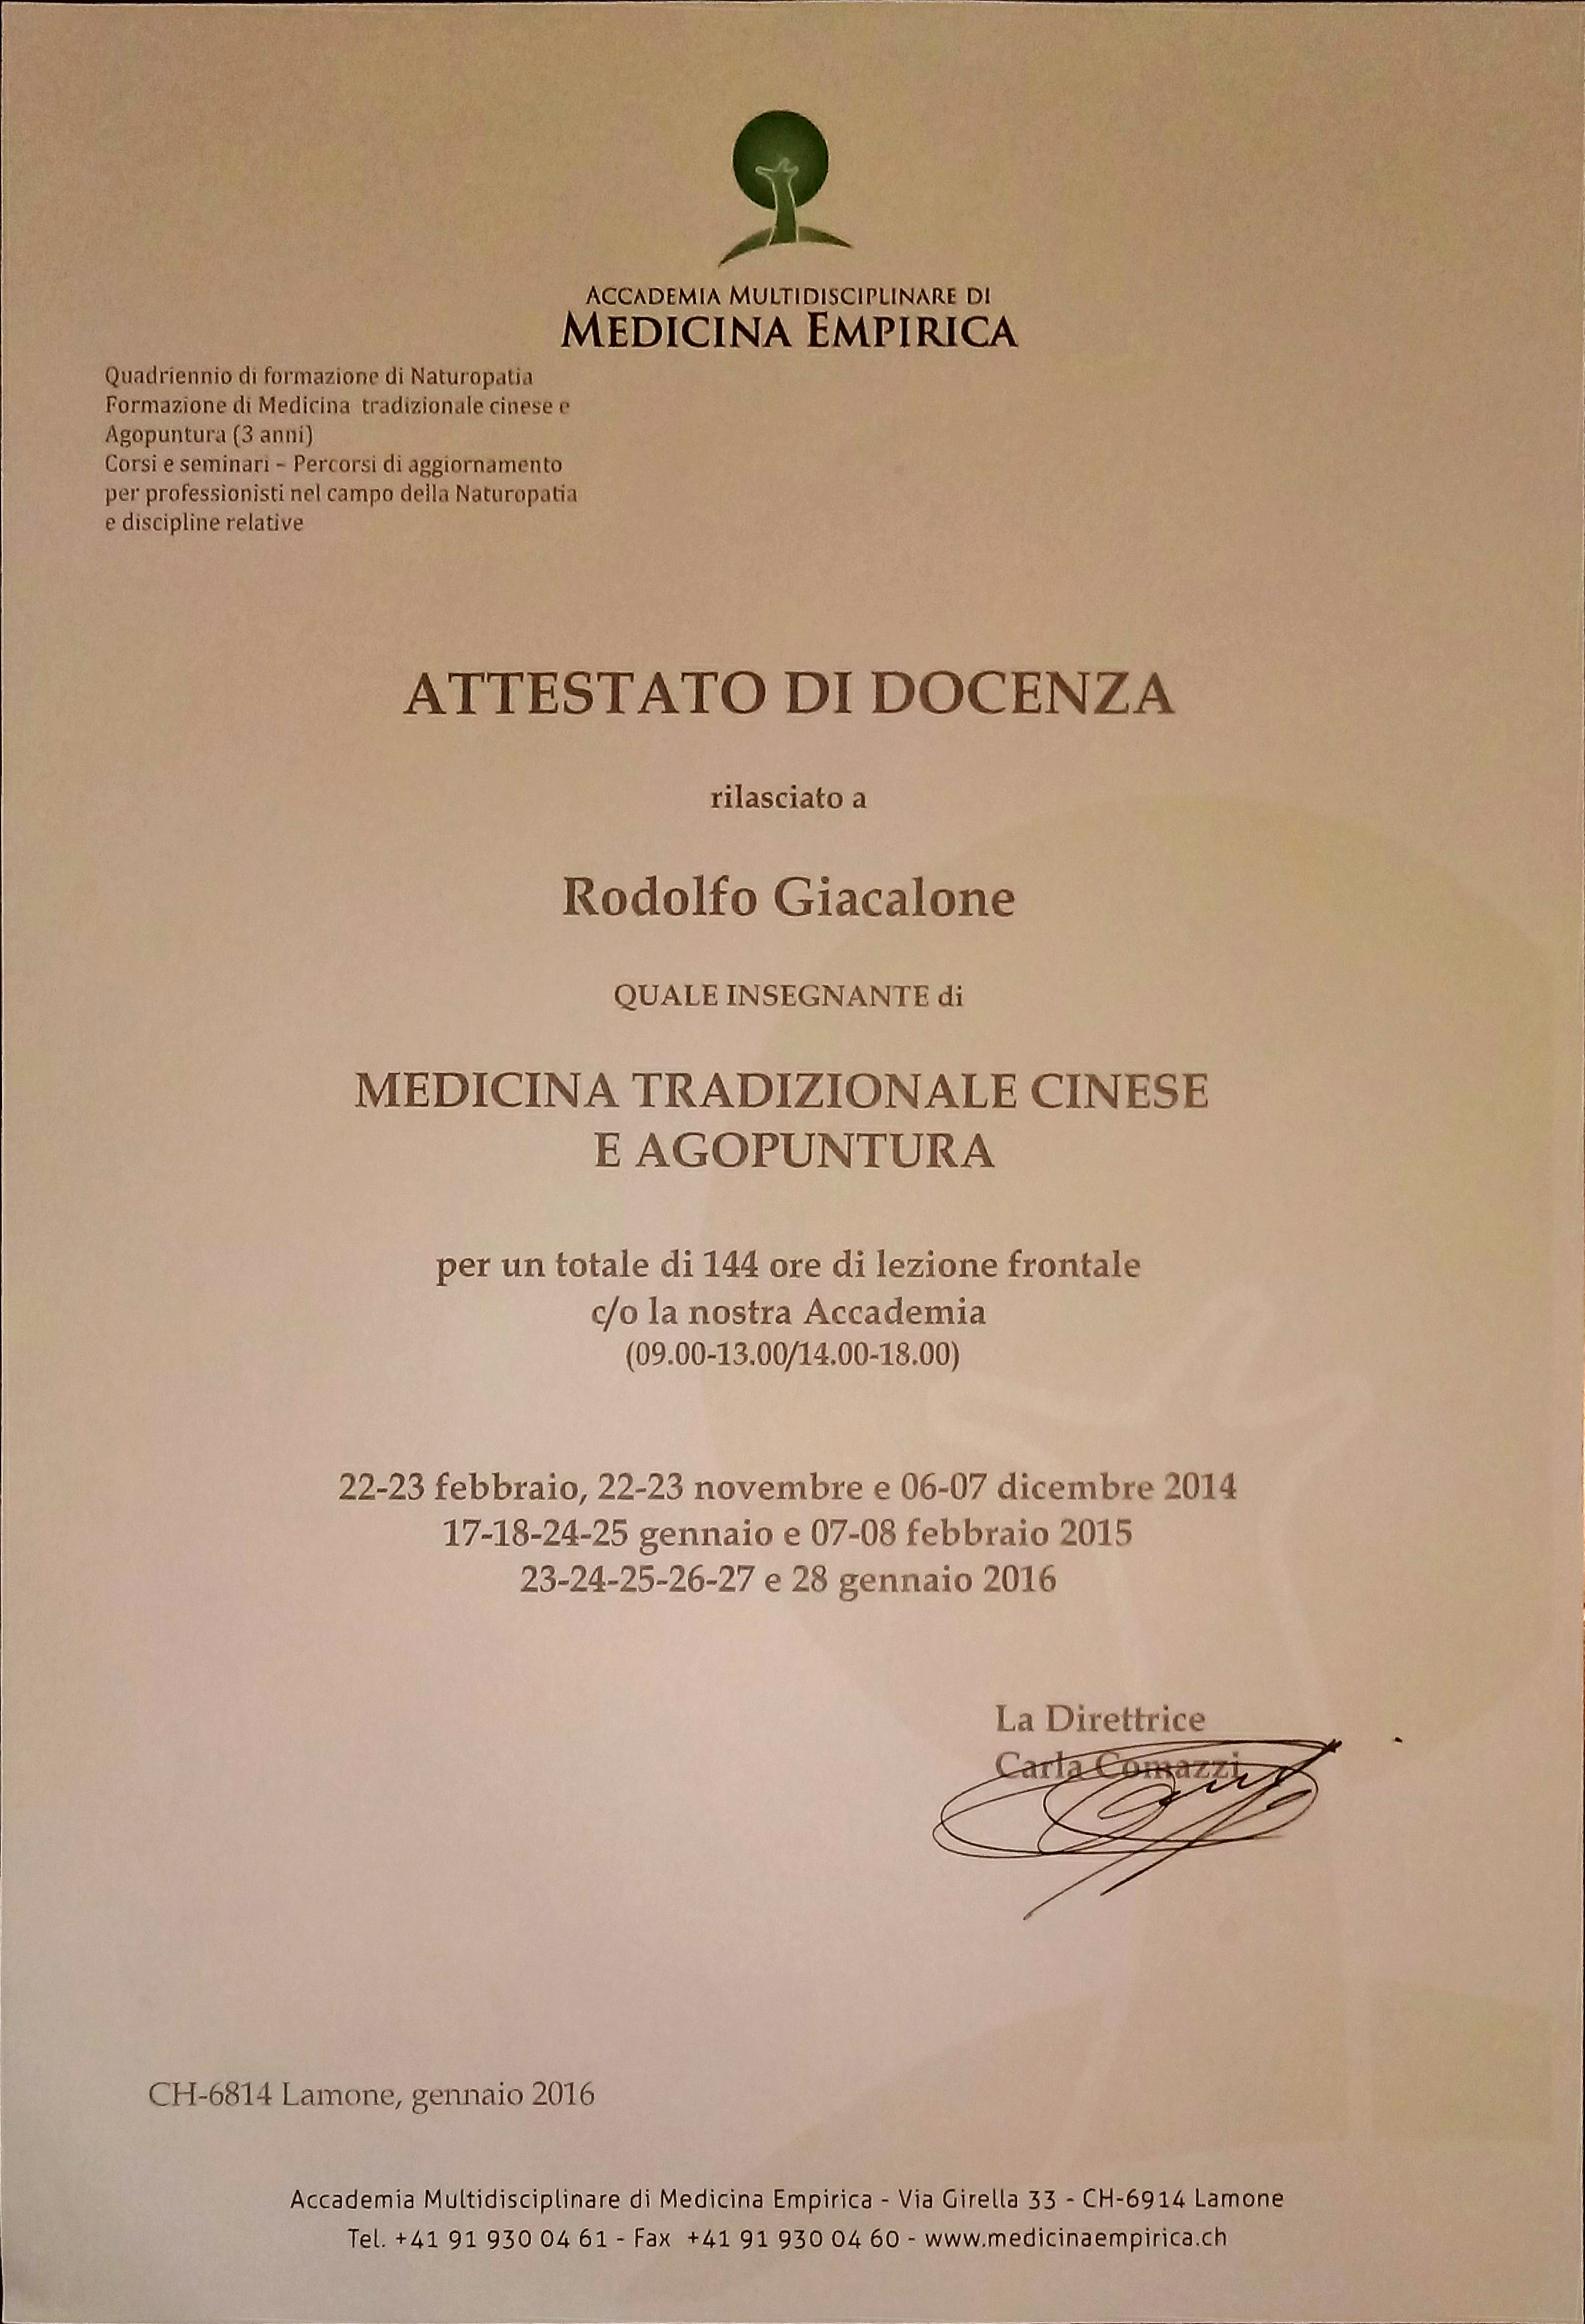 ACCADEMIA MULTIDISCIPLINARE DI
MEDICINA EMPIRICA
Quadriennio di formazione di Naturopatia
Formazione di Medicina tradizionale cinese e
Agopuntura (3 anni)
Corsi e seminari – Percorsi di aggiornamento
per professionisti nel campo della Naturopatia
e discipline relative
ATTESTATO DI DOCENZA
rilasciato a
Rodolfo Giacalone
QUALE INSEGNANTE di
MEDICINA TRADIZIONALE CINESE
E AGOPUNTURA
per un totale di 144 ore di lezione frontale
c/o la nostra Accademia
(09.00-13.00/14.00-18.00)
22-23 febbraio, 22-23 novembre e 06-07 dicembre 2014
17-18-24-25 gennaio e 07-08 febbraio 2015
23-24-25-26-27 e 28 gennaio 2016
La Direttrice
Carla Comazzi
CH-6814 Lamone, gennaio 2016
Accademia Multidisciplinare di Medicina Empirica - Via Girella 33 - CH-6914 Lamone
Tel. +41 91 930 04 61 - Fax +41 91 930 04 60 - www.medicinaempirica.ch